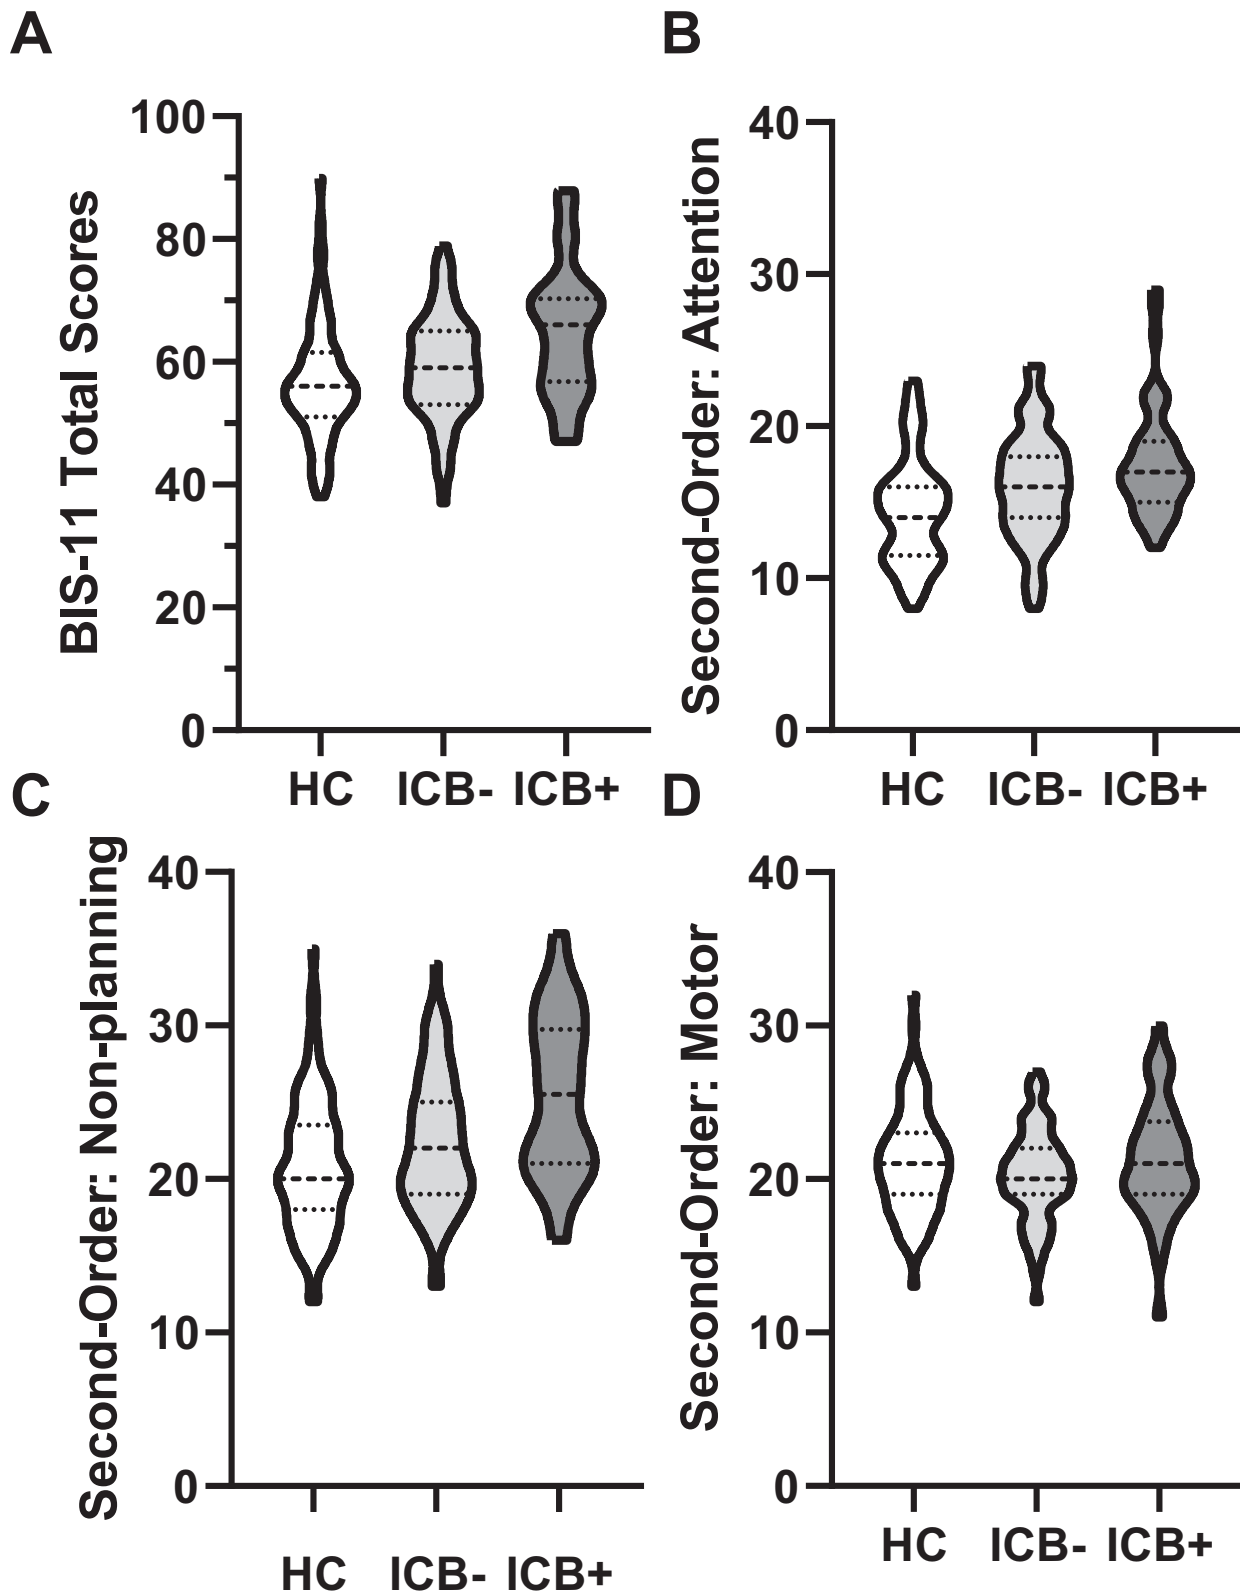 A
BIS-11 Total Scores
100
80
60
40
20
0
HC ICB- ICB+
B
Second-Order: Attention
40
30
20
10
0
HC ICB- ICB+
C
Second-Order: Non-planning
40
30
20
10
0
HC ICB- ICB+
D
Second-Order: Motor
40
30
20
10
0
HC ICB- ICB+